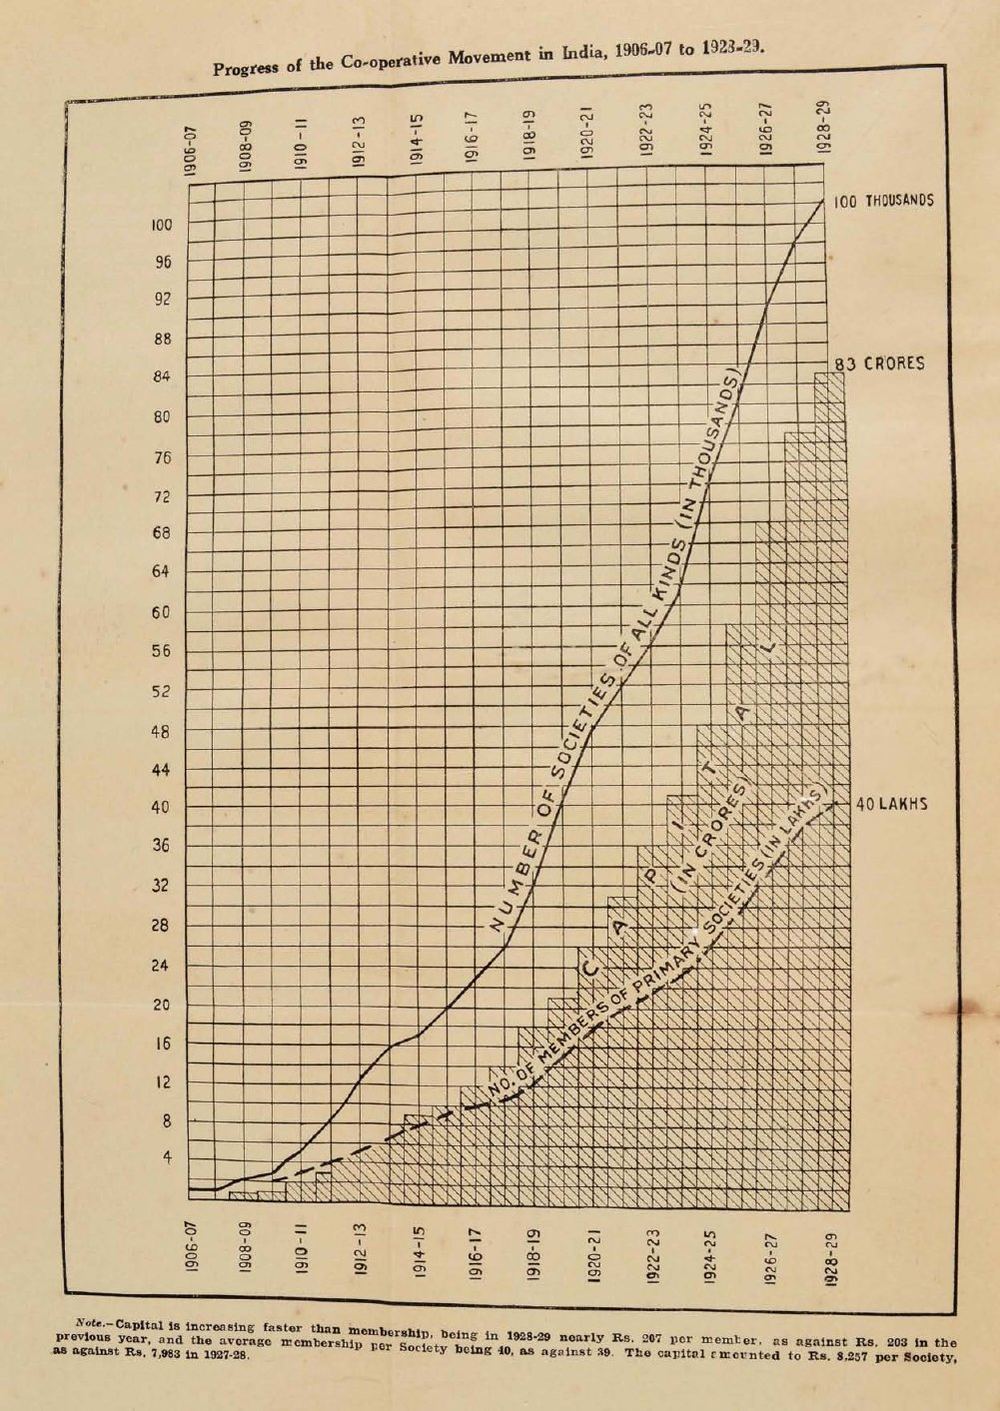 Progress of the Co-operative Movement in India, 1906-07 to 1928-29.
1906-07 1908-09 1910-11 1912-13 1914-15 1916-17 1918-19 1920-21 1922-23 1924-25 1926-27 1928-29
100 THOUSANDS
100
96
92
88
83 CRORES
84
80
76
72
68
64
60
56
52
48
44
40
40 LAKHS
36
32
28
24
20
16
12
8
4
NUMBER OF SOCIETIES OF ALL KINDS (IN THOUSANDS)
CAPITAL
(IN CRORES)
NO. OF MEMBERS OF PRIMARY SOCIETIES (IN LAKHS)
1906-07 1908-09 1910-11 1912-13 1914-15 1916-17 1918-19 1920-21 1922-23 1924-25 1926-27 1928-29
Note.-Capital is increasing faster than membership, being in 1928-29 nearly Rs. 207 per member, as against Rs. 203 in the
previous year, and the average membership per Society being 40, as against 39. The capital amounted to Rs. 8,257 per Society,
as against Rs. 7,983 in 1927-28.